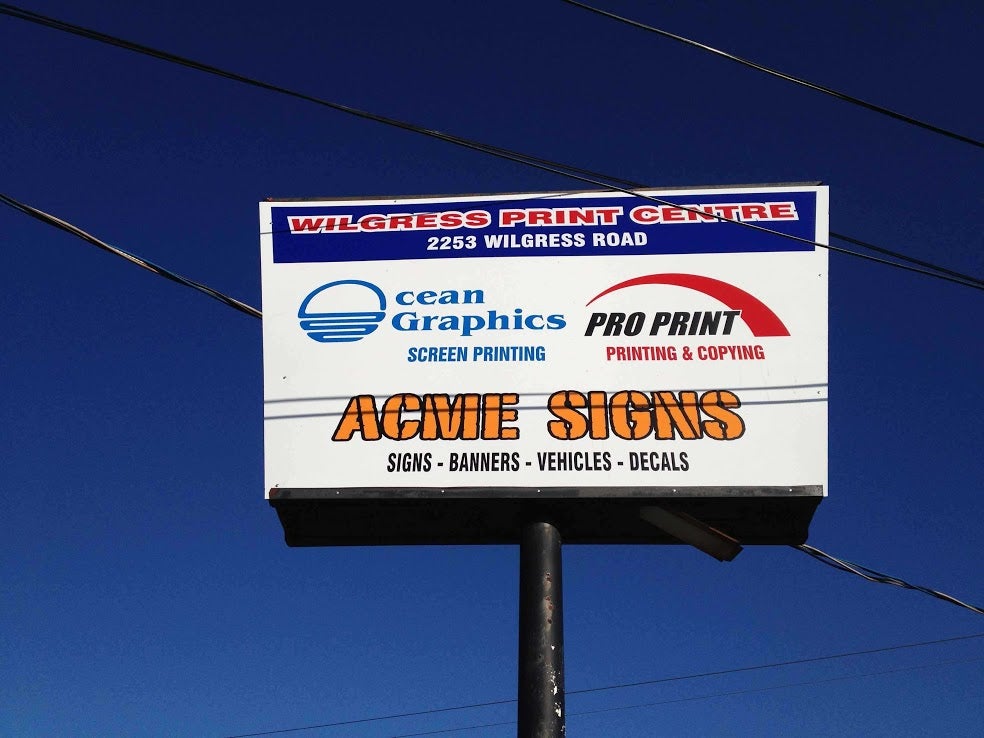 WILGRESS PRINT CENTRE
2253 WILGRESS ROAD
cean
Graphics
SCREEN PRINTING
PRO PRINT
PRINTING & COPYING
ACME SIGNS
SIGNS - BANNERS - VEHICLES - DECALS